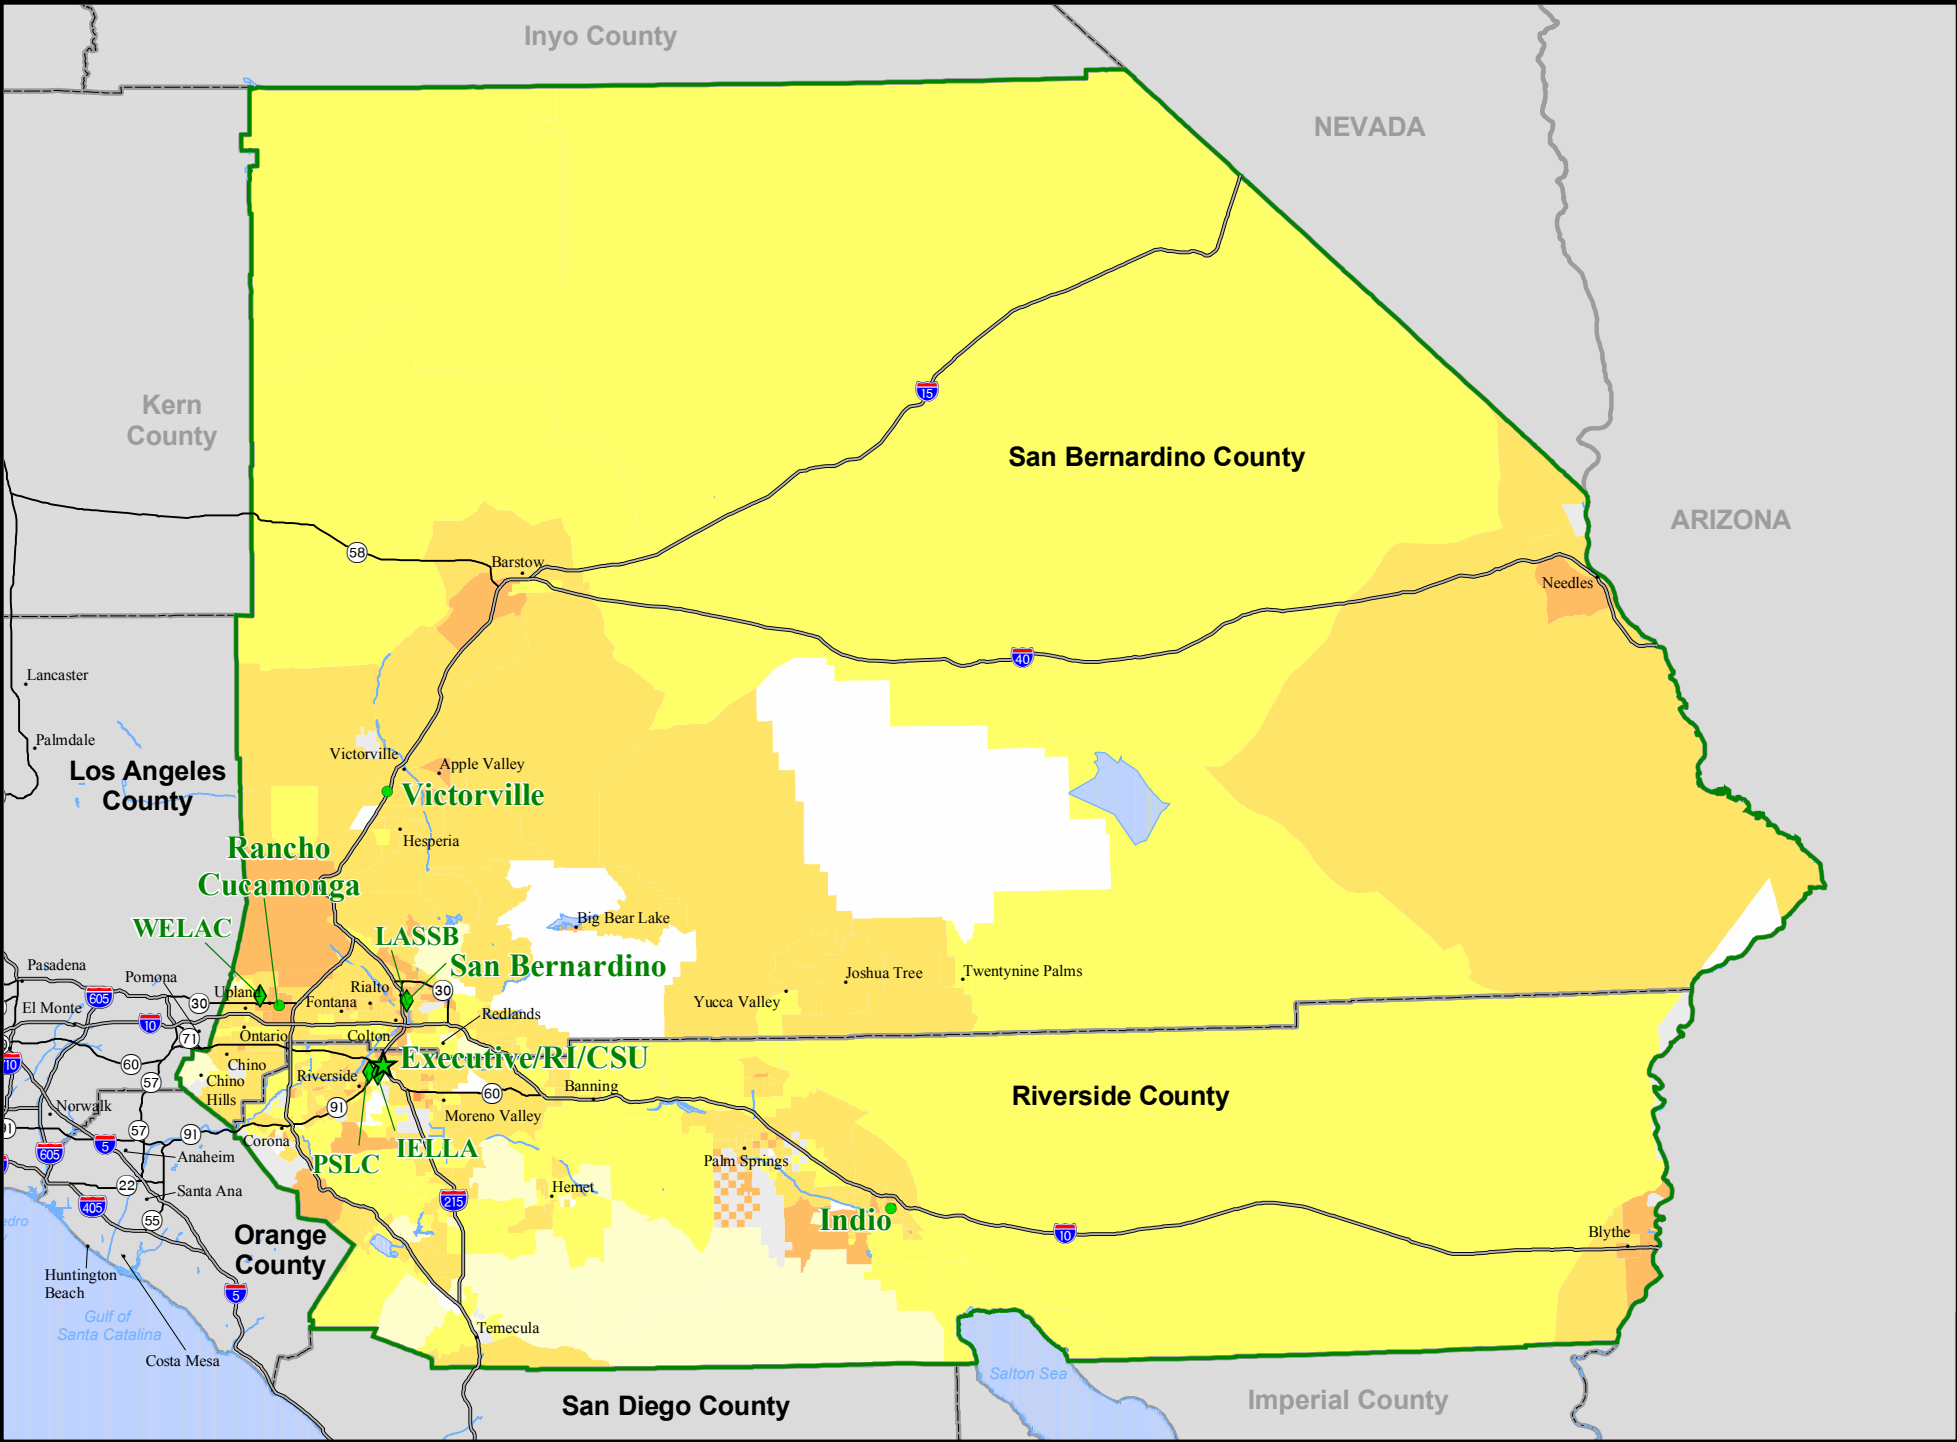 Inyo County
NEVADA
Kern
County
15
San Bernardino County
ARIZONA
58
Barstow
Needles
40
Lancaster
Palmdale
Los Angeles
County
Victorville
Apple Valley
Victorville
Hesperia
Rancho
Cucamonga
WELAC
LASSB
Big Bear Lake
San Bernardino
Pasadena
Pomona
Upland
Rialto
30
Joshua Tree
Twentynine Palms
605
30
Fontana
Yucca Valley
El Monte
10
Redlands
71
Ontario
Colton
10
60
Chino
Executive/RI/CSU
57
Chino
Hills
Riverside
60
Banning
Riverside County
Norwalk
91
Moreno Valley
91
57
91
Corona
5
605
Anaheim
IELLA
PSLC
Palm Springs
22
Santa Ana
Hemet
405
215
55
Indio
10
Blythe
Orange
County
Huntington
Beach
5
Gulf of
Santa Catalina
Temecula
Costa Mesa
Salton Sea
San Diego County
Imperial County